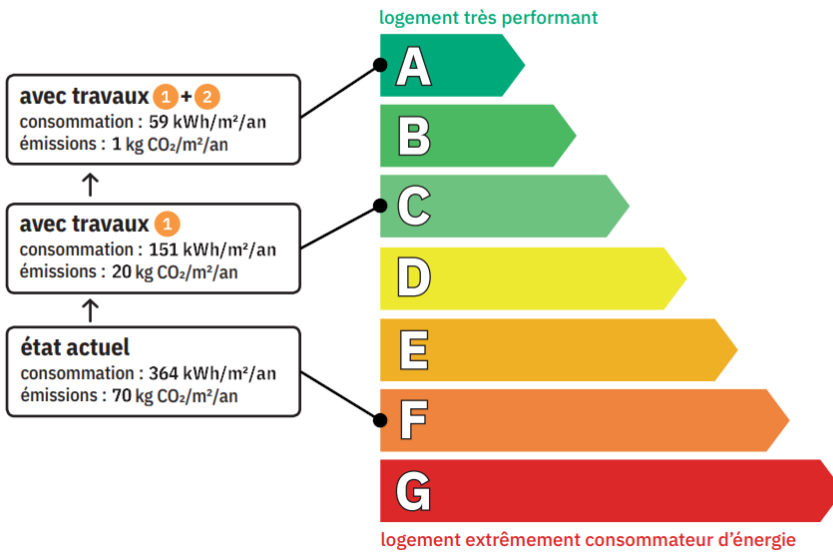 logement très performant
A
avec travaux 1 + 2
consommation : 59 kWh/m²/an
émissions : 1 kg CO₂/m²/an
B
C
avec travaux 1
consommation : 151 kWh/m²/an
émissions : 20 kg CO₂/m²/an
D
état actuel
consommation : 364 kWh/m²/an
émissions : 70 kg CO₂/m²/an
E
F
G
logement extrêmement consommateur d’énergie